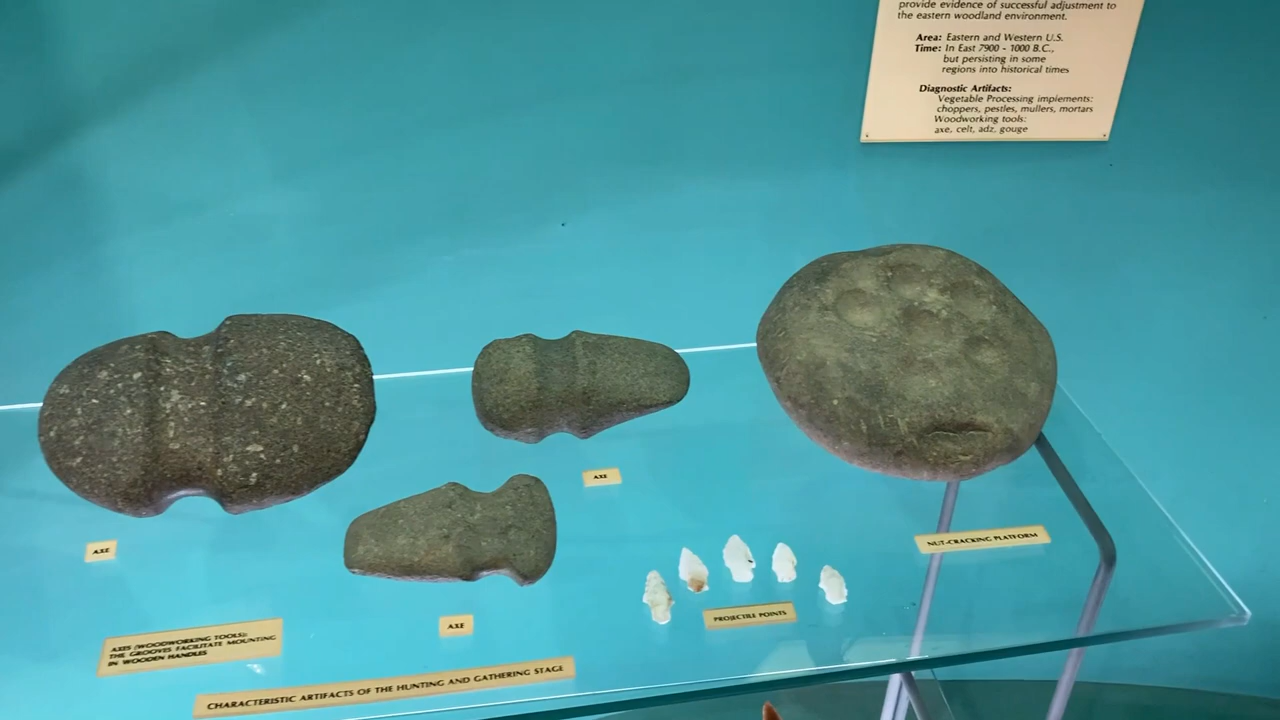 provide evidence of successful adjustment to
the eastern woodland environment.
Area: Eastern and Western U.S.
Time: In East 7900 - 1000 B.C.,
but persisting in some
regions into historical times
Diagnostic Artifacts:
Vegetable Processing implements:
choppers, pestles, mullers, mortars
Woodworking tools:
axe, celt, adz, gouge
AXE
AXE
NUT-CRACKING PLATFORM
AXE
PROJECTILE POINTS
AXES (WOODWORKING TOOLS):
THE GROOVES FACILITATE MOUNTING
IN WOODEN HANDLES
CHARACTERISTIC ARTIFACTS OF THE HUNTING AND GATHERING STAGE